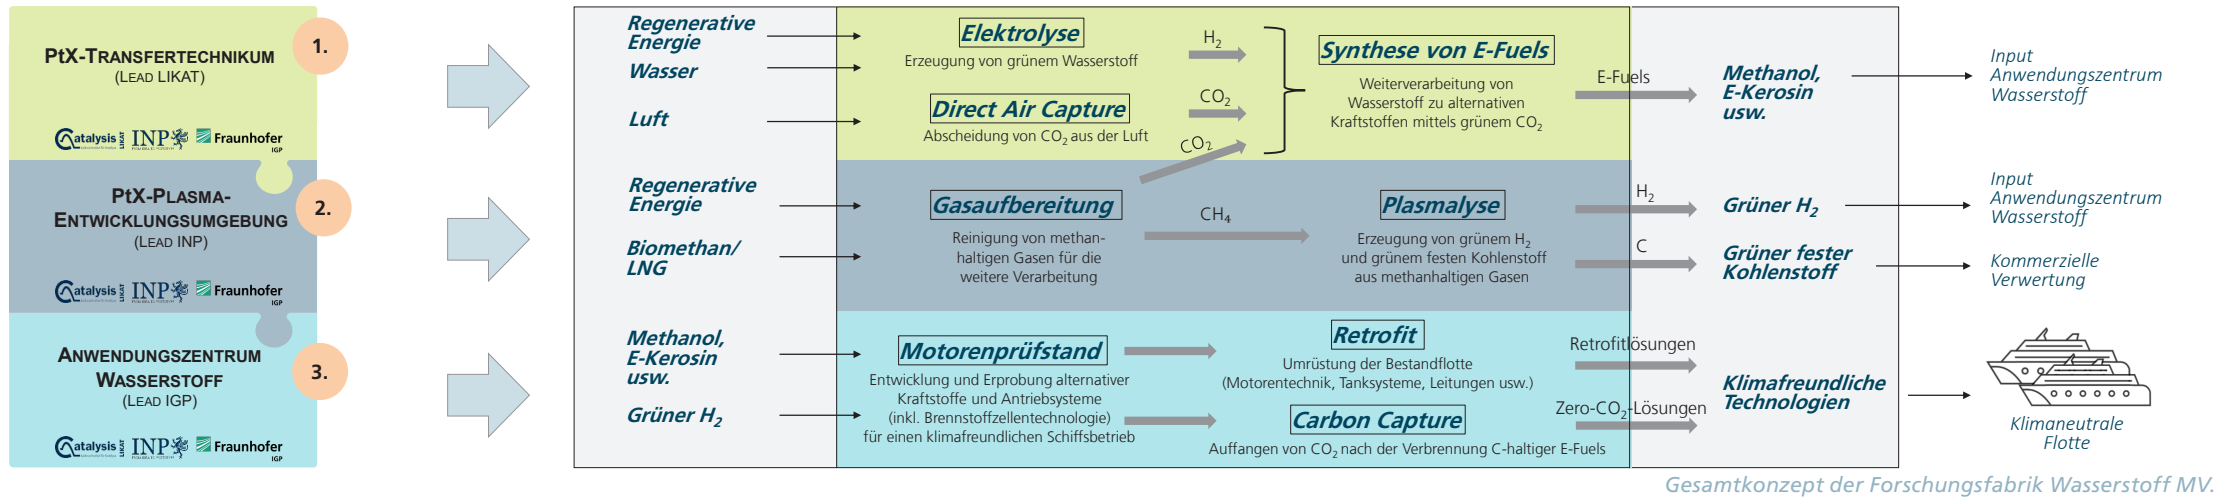 PtX-Transfertechnikum
(Lead LIKAT)
1.
Catalysis LIKAT INP Fraunhofer
IGP
PtX-Plasma-
Entwicklungsumgebung
(Lead INP)
2.
Catalysis LIKAT INP Fraunhofer
IGP
Anwendungszentrum
Wasserstoff
(Lead IGP)
3.
Catalysis LIKAT INP Fraunhofer
IGP
Regenerative
Energie
Wasser
Luft
Elektrolyse
Erzeugung von grünem Wasserstoff
H₂
Direct Air Capture
Abscheidung von CO₂ aus der Luft
CO₂
CO₂
Synthese von E-Fuels
Weiterverarbeitung von
Wasserstoff zu alternativen
Kraftstoffen mittels grünem CO₂
E-Fuels
Methanol,
E-Kerosin
usw.
Input
Anwendungszentrum
Wasserstoff
Regenerative
Energie
Biomethan/
LNG
Gasaufbereitung
Reinigung von methan-
haltigen Gasen für die
weitere Verarbeitung
CH₄
Plasmalyse
Erzeugung von grünem H₂
und grünem festen Kohlenstoff
aus methanhaltigen Gasen
H₂
C
Grüner H₂
Grüner fester
Kohlenstoff
Input
Anwendungszentrum
Wasserstoff
Kommerzielle
Verwertung
Methanol,
E-Kerosin
usw.
Grüner H₂
Motorenprüfstand
Entwicklung und Erprobung alternativer
Kraftstoffe und Antriebsysteme
(inkl. Brennstoffzellentechnologie)
für einen klimafreundlichen Schiffsbetrieb
Retrofit
Umrüstung der Bestandflotte
(Motorentechnik, Tanksysteme, Leitungen usw.)
Carbon Capture
Auffangen von CO₂ nach der Verbrennung C-haltiger E-Fuels
Retrofitlösungen
Zero-CO₂-Lösungen
Klimafreundliche
Technologien
Klimaneutrale
Flotte
Gesamtkonzept der Forschungsfabrik Wasserstoff MV.